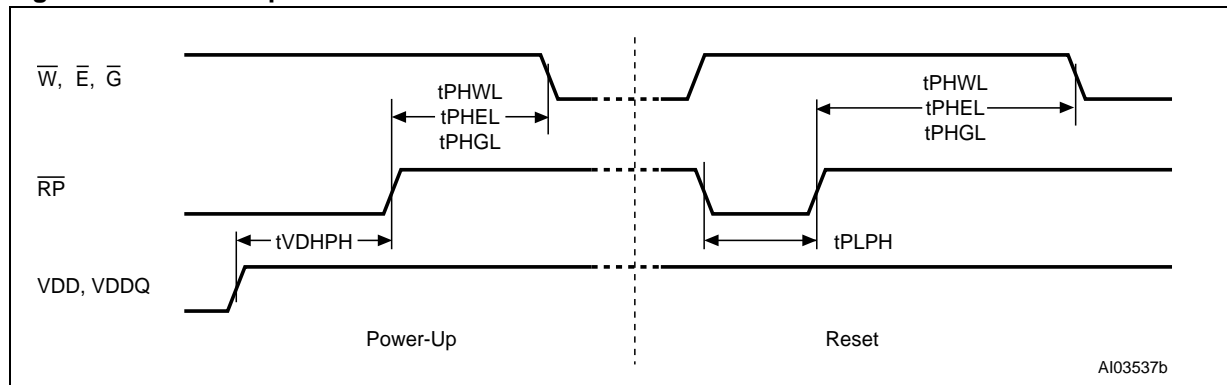 W, E, G
tPHWL
tPHEL
tPHGL
tPHWL
tPHEL
tPHGL
RP
tVDHPH
tPLPH
VDD, VDDQ
Power-Up
Reset
AI03537b